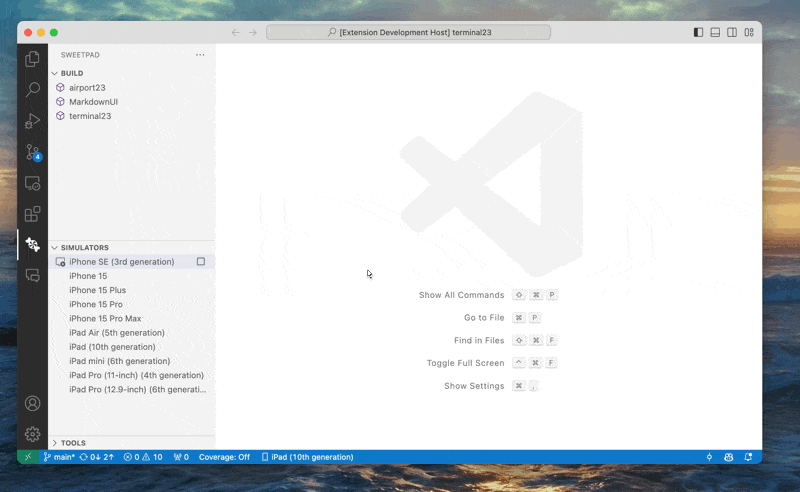 [Extension Development Host] terminal23
SWEETPAD
BUILD
airport23
MarkdownUI
terminal23
4
SIMULATORS
iPhone SE (3rd generation)
iPhone 15
iPhone 15 Plus
iPhone 15 Pro
iPhone 15 Pro Max
iPad Air (5th generation)
iPad (10th generation)
iPad mini (6th generation)
iPad Pro (11-inch) (4th generation)
iPad Pro (12.9-inch) (6th generati...
TOOLS
Show All Commands ⇧ ⌘ P
Go to File ⌘ P
Find in Files ⇧ ⌘ F
Toggle Full Screen ^ ⌘ F
Show Settings ⌘ ,
main* 0↓ 2↑ 0 10 0 Coverage: Off iPad (10th generation)